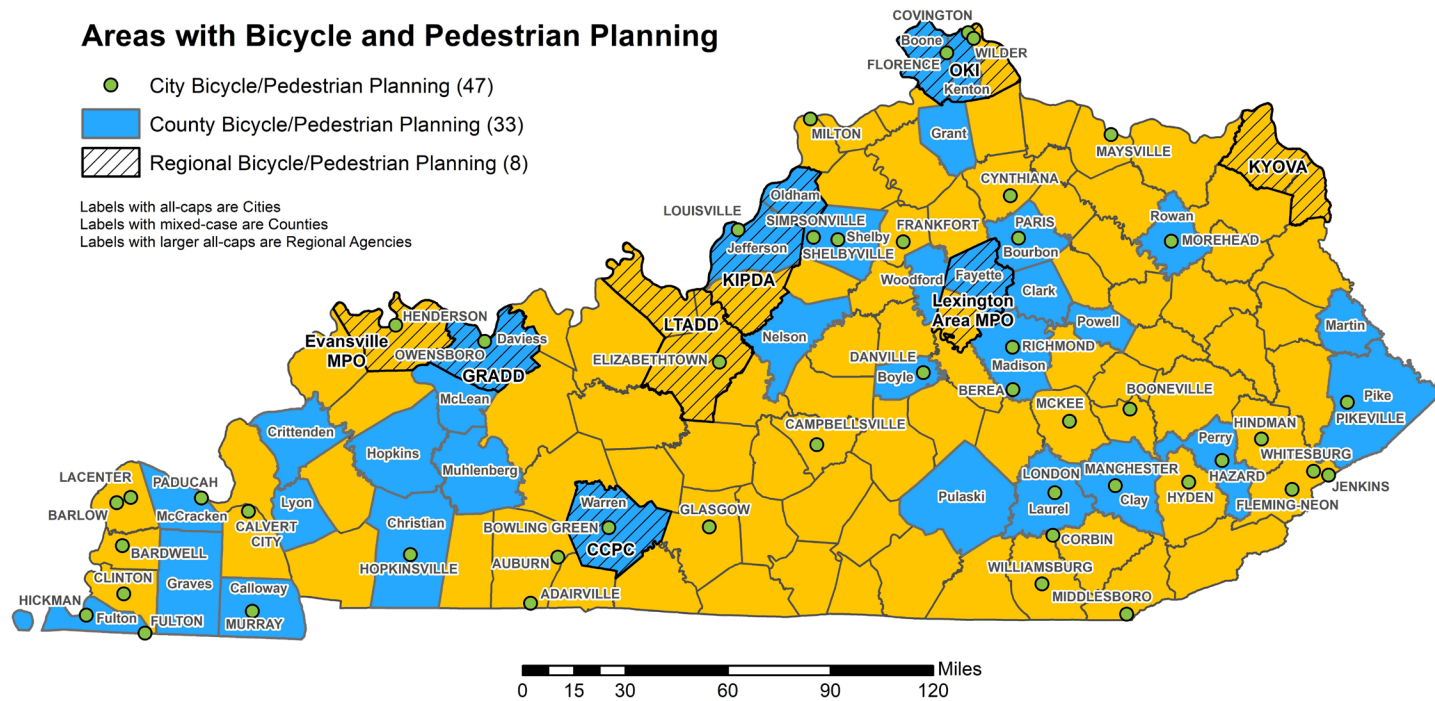 Areas with Bicycle and Pedestrian Planning
City Bicycle/Pedestrian Planning (47)
County Bicycle/Pedestrian Planning (33)
Regional Bicycle/Pedestrian Planning (8)
Labels with all-caps are Cities
Labels with mixed-case are Counties
Labels with larger all-caps are Regional Agencies
COVINGTON
Boone
WILDER
FLORENCE
OKI
Kenton
MILTON
Grant
MAYSVILLE
KYOVA
CYNTHIANA
Oldham
LOUISVILLE
SIMPSONVILLE
FRANKFORT
PARIS
Rowan
Jefferson
Shelby
MOREHEAD
SHELBYVILLE
Bourbon
KIPDA
Woodford
Fayette
Clark
Lexington
Area MPO
HENDERSON
LTADD
Nelson
Powell
Martin
Evansville
MPO
OWENSBORO
Daviess
GRADD
ELIZABETHTOWN
DANVILLE
Boyle
RICHMOND
Madison
BEREA
BOONEVILLE
McLean
MCKEE
Pike
PIKEVILLE
Crittenden
CAMPBELLSVILLE
HINDMAN
Perry
Hopkins
Muhlenberg
WHITESBURG
LACENTER
PADUCAH
LONDON
MANCHESTER
HAZARD
JENKINS
BARLOW
McCracken
Lyon
Warren
Pulaski
Laurel
Clay
HYDEN
FLEMING-NEON
CALVERT
CITY
Christian
BOWLING GREEN
GLASGOW
CCPC
CORBIN
BARDWELL
HOPKINSVILLE
AUBURN
WILLIAMSBURG
CLINTON
Graves
Calloway
ADAIRVILLE
MIDDLESBORO
HICKMAN
Fulton
FULTON
MURRAY
Miles
0 15 30 60 90 120